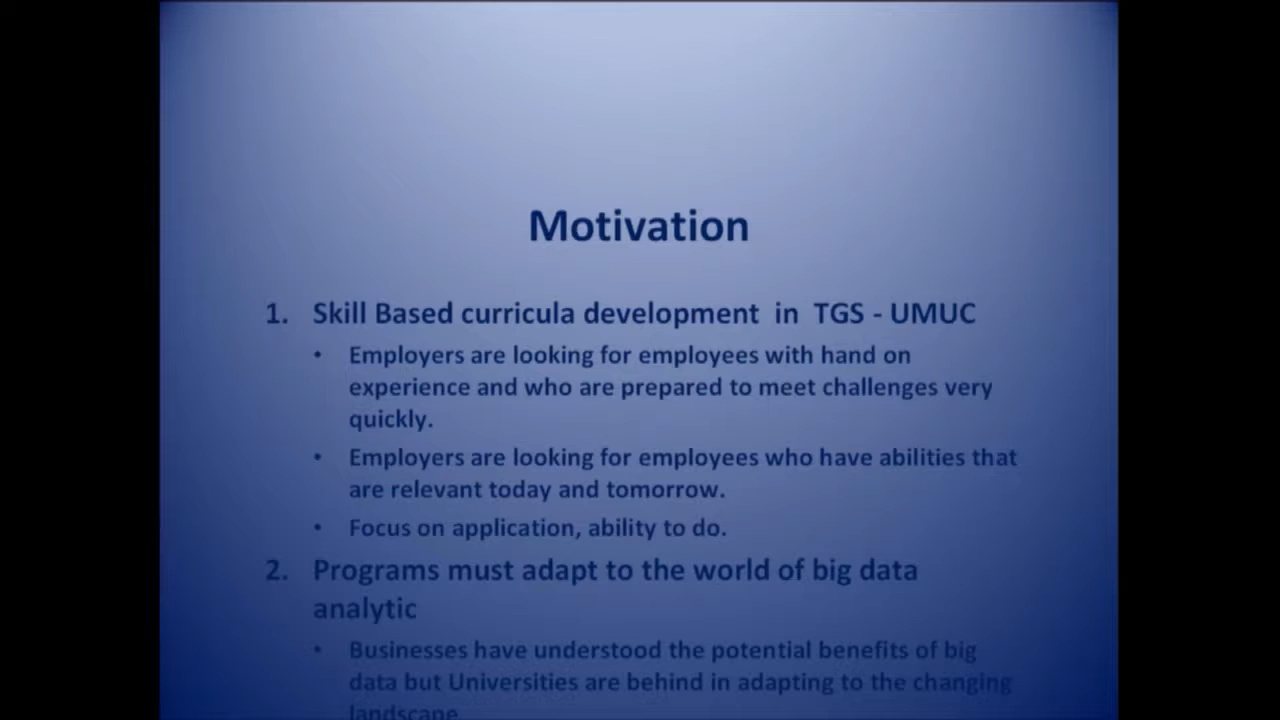 Motivation
1. Skill Based curricula development in TGS - UMUC
• Employers are looking for employees with hand on
experience and who are prepared to meet challenges very
quickly.
• Employers are looking for employees who have abilities that
are relevant today and tomorrow.
• Focus on application, ability to do.
2. Programs must adapt to the world of big data
analytic
• Businesses have understood the potential benefits of big
data but Universities are behind in adapting to the changing
landscape